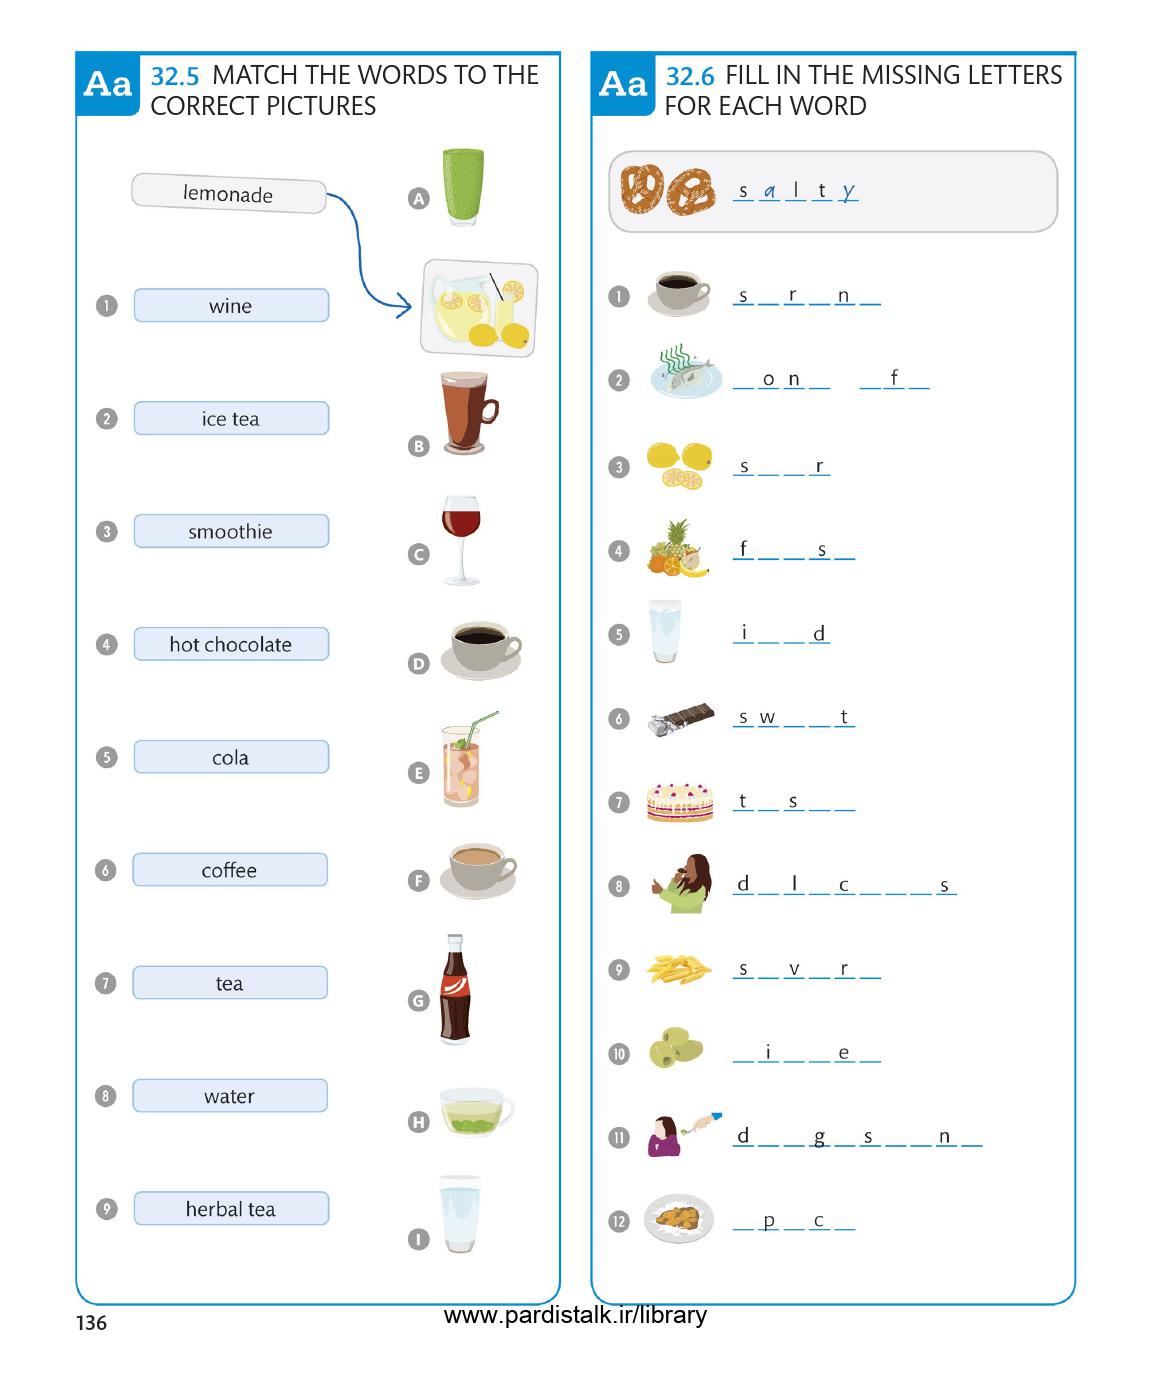 Aa 32.5 MATCH THE WORDS TO THE
CORRECT PICTURES
lemonade
A
1 wine
2 ice tea
B
3 smoothie
C
4 hot chocolate
D
5 cola
E
6 coffee
F
7 tea
G
8 water
H
9 herbal tea
I
Aa 32.6 FILL IN THE MISSING LETTERS
FOR EACH WORD
s a l t y
1 s _ r _ n _
2 _ o n _ _ f _
3 s _ _ r
4 f _ _ s _
5 i _ _ d
6 s w _ _ t
7 t _ s _ _
8 d _ l _ c _ _ _ s
9 s _ v _ r _
10 _ i _ _ e _
11 d _ _ g _ s _ _ n _
12 _ p _ c _
136
www.pardistalk.ir/library